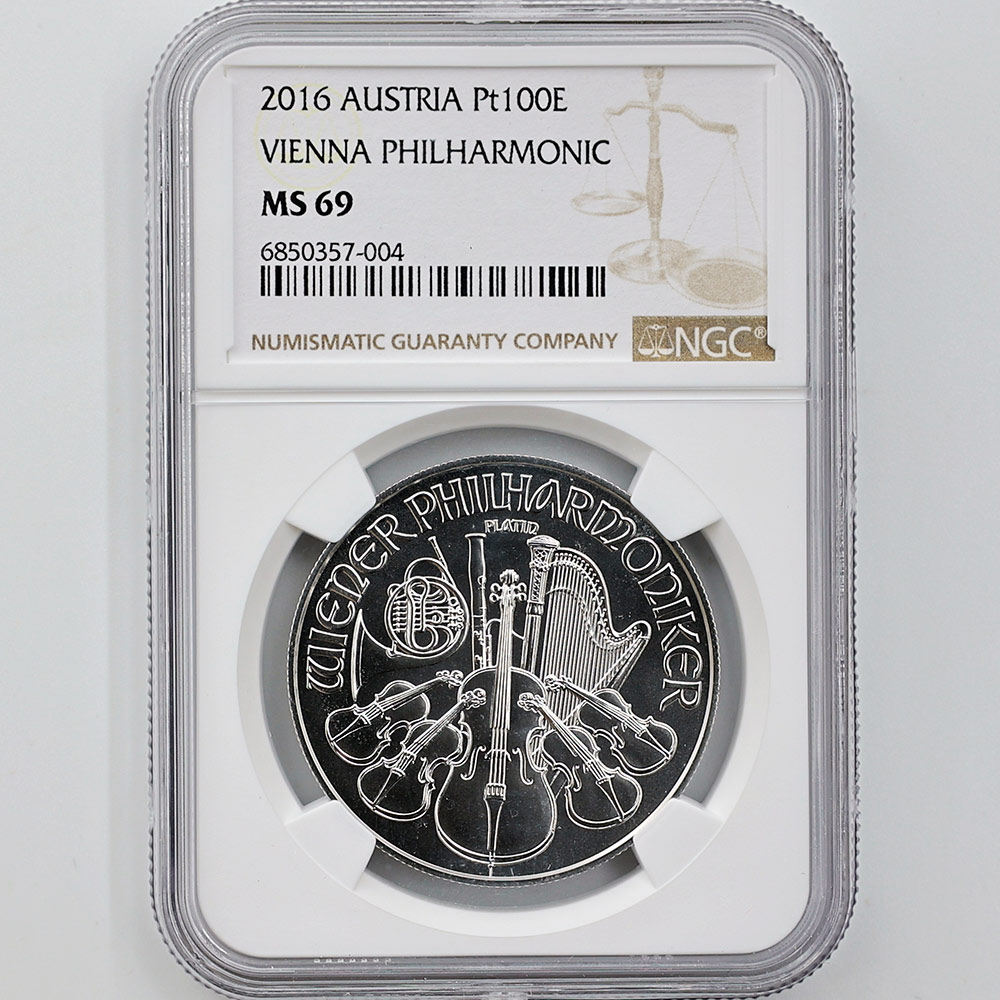 2016 AUSTRIA Pt100E
VIENNA PHILHARMONIC
MS 69
6850357-004
NUMISMATIC GUARANTY COMPANY
NGC®
WIENER PHILHARMONIKER
PLATIN